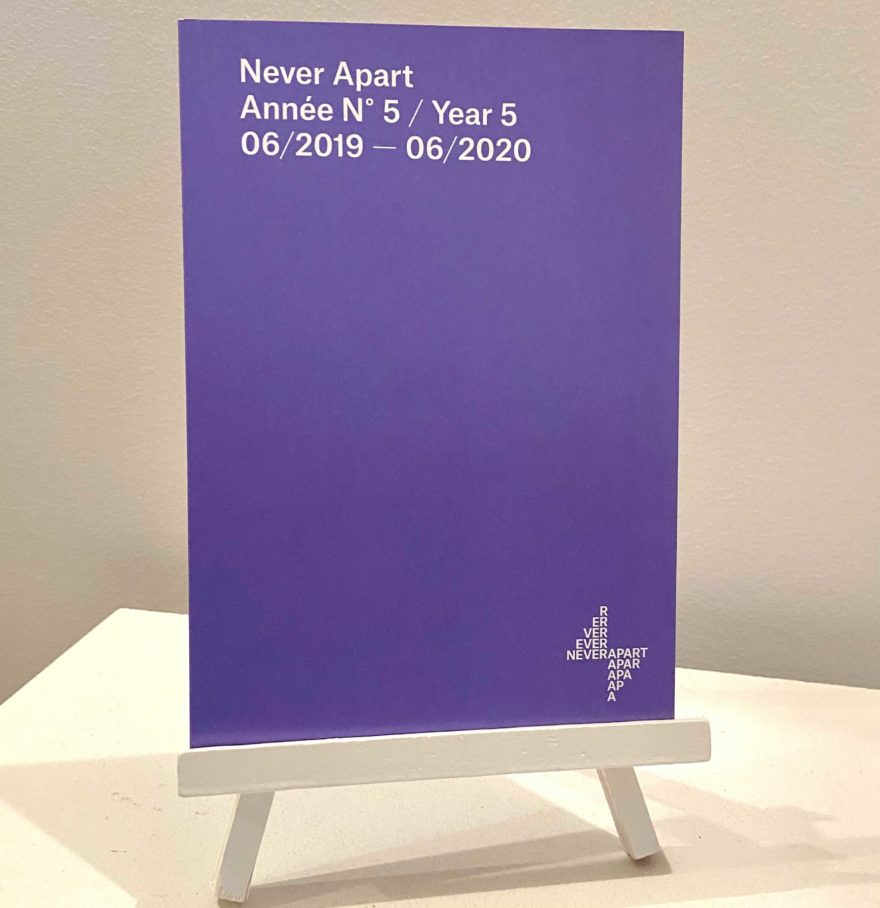 Never Apart
Année N° 5 / Year 5
06/2019 — 06/2020
R
ER
VER
EVER
NEVERAPART
APAR
APA
AP
A